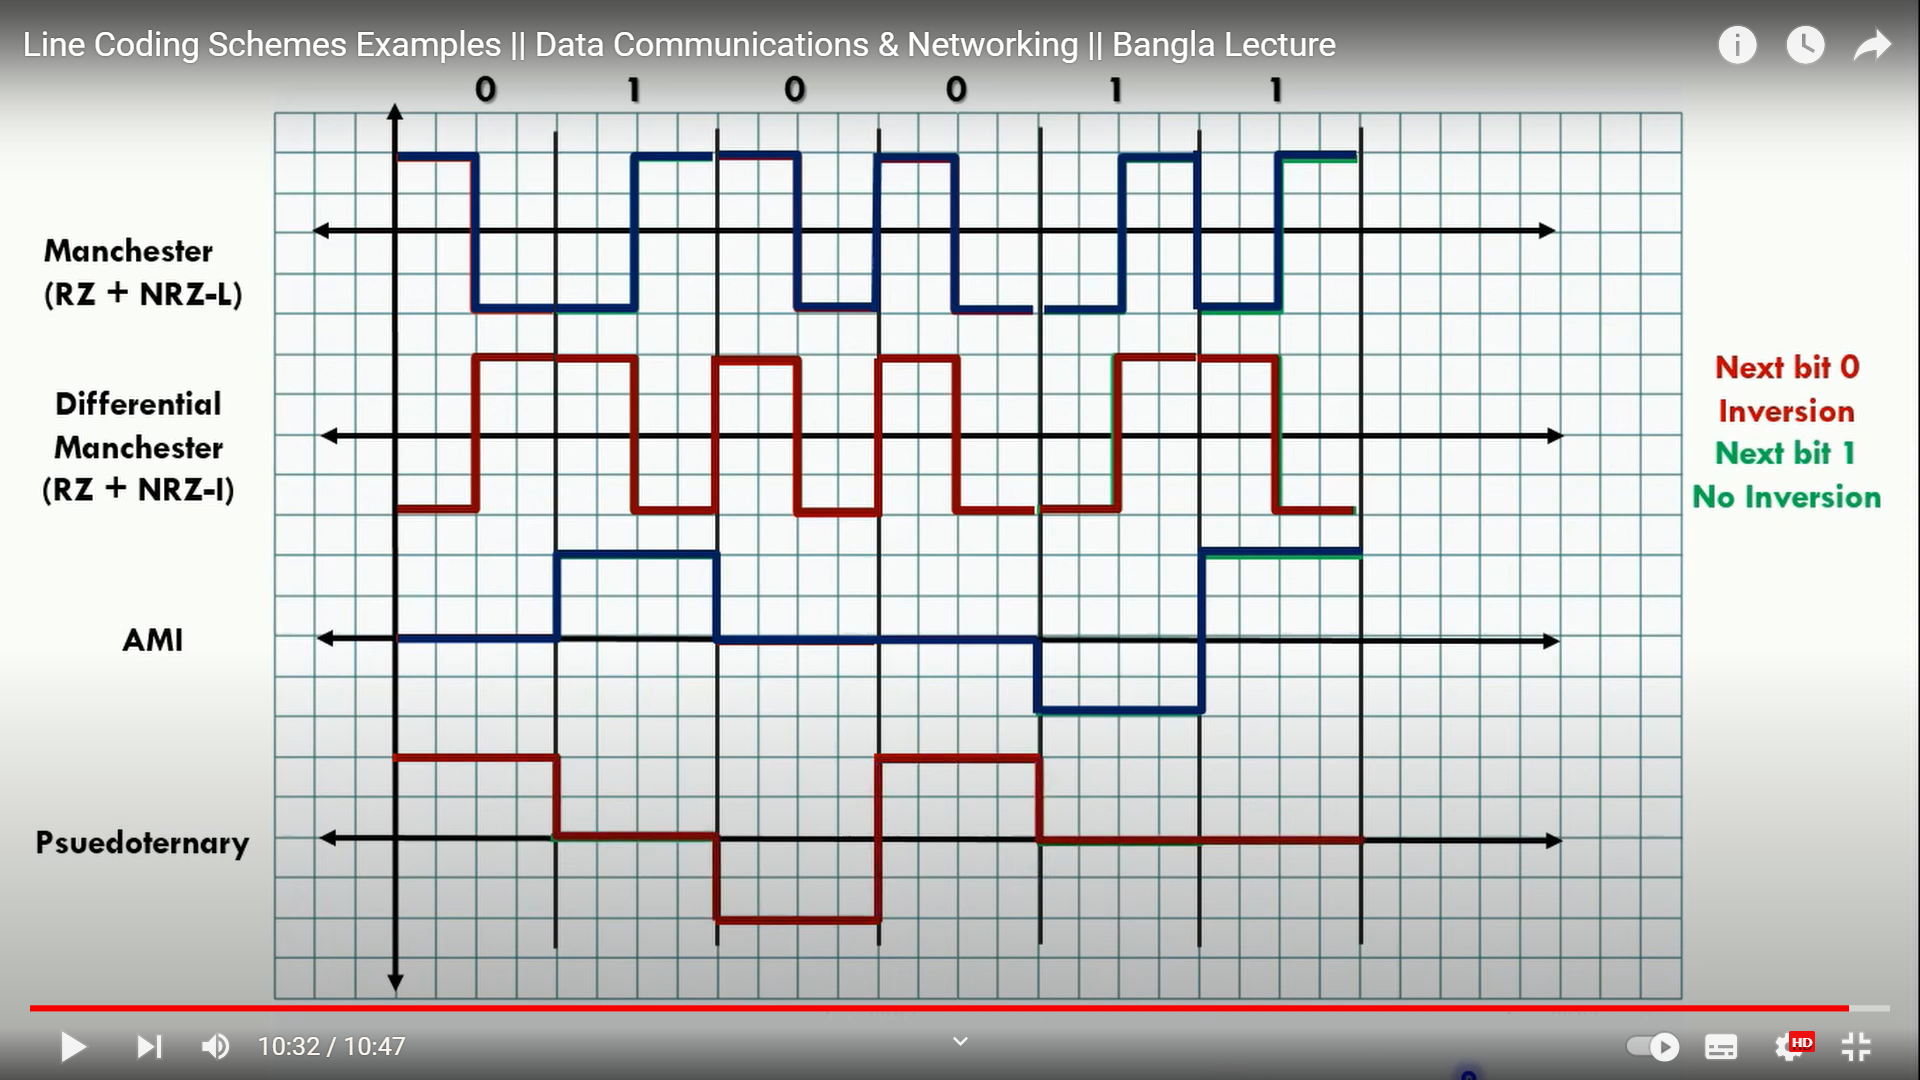 Line Coding Schemes Examples || Data Communications & Networking || Bangla Lecture
0 1 0 0 1 1
Manchester
(RZ + NRZ-L)
Differential
Manchester
(RZ + NRZ-I)
Next bit 0
Inversion
Next bit 1
No Inversion
AMI
Psuedoternary
10:32 / 10:47
HD